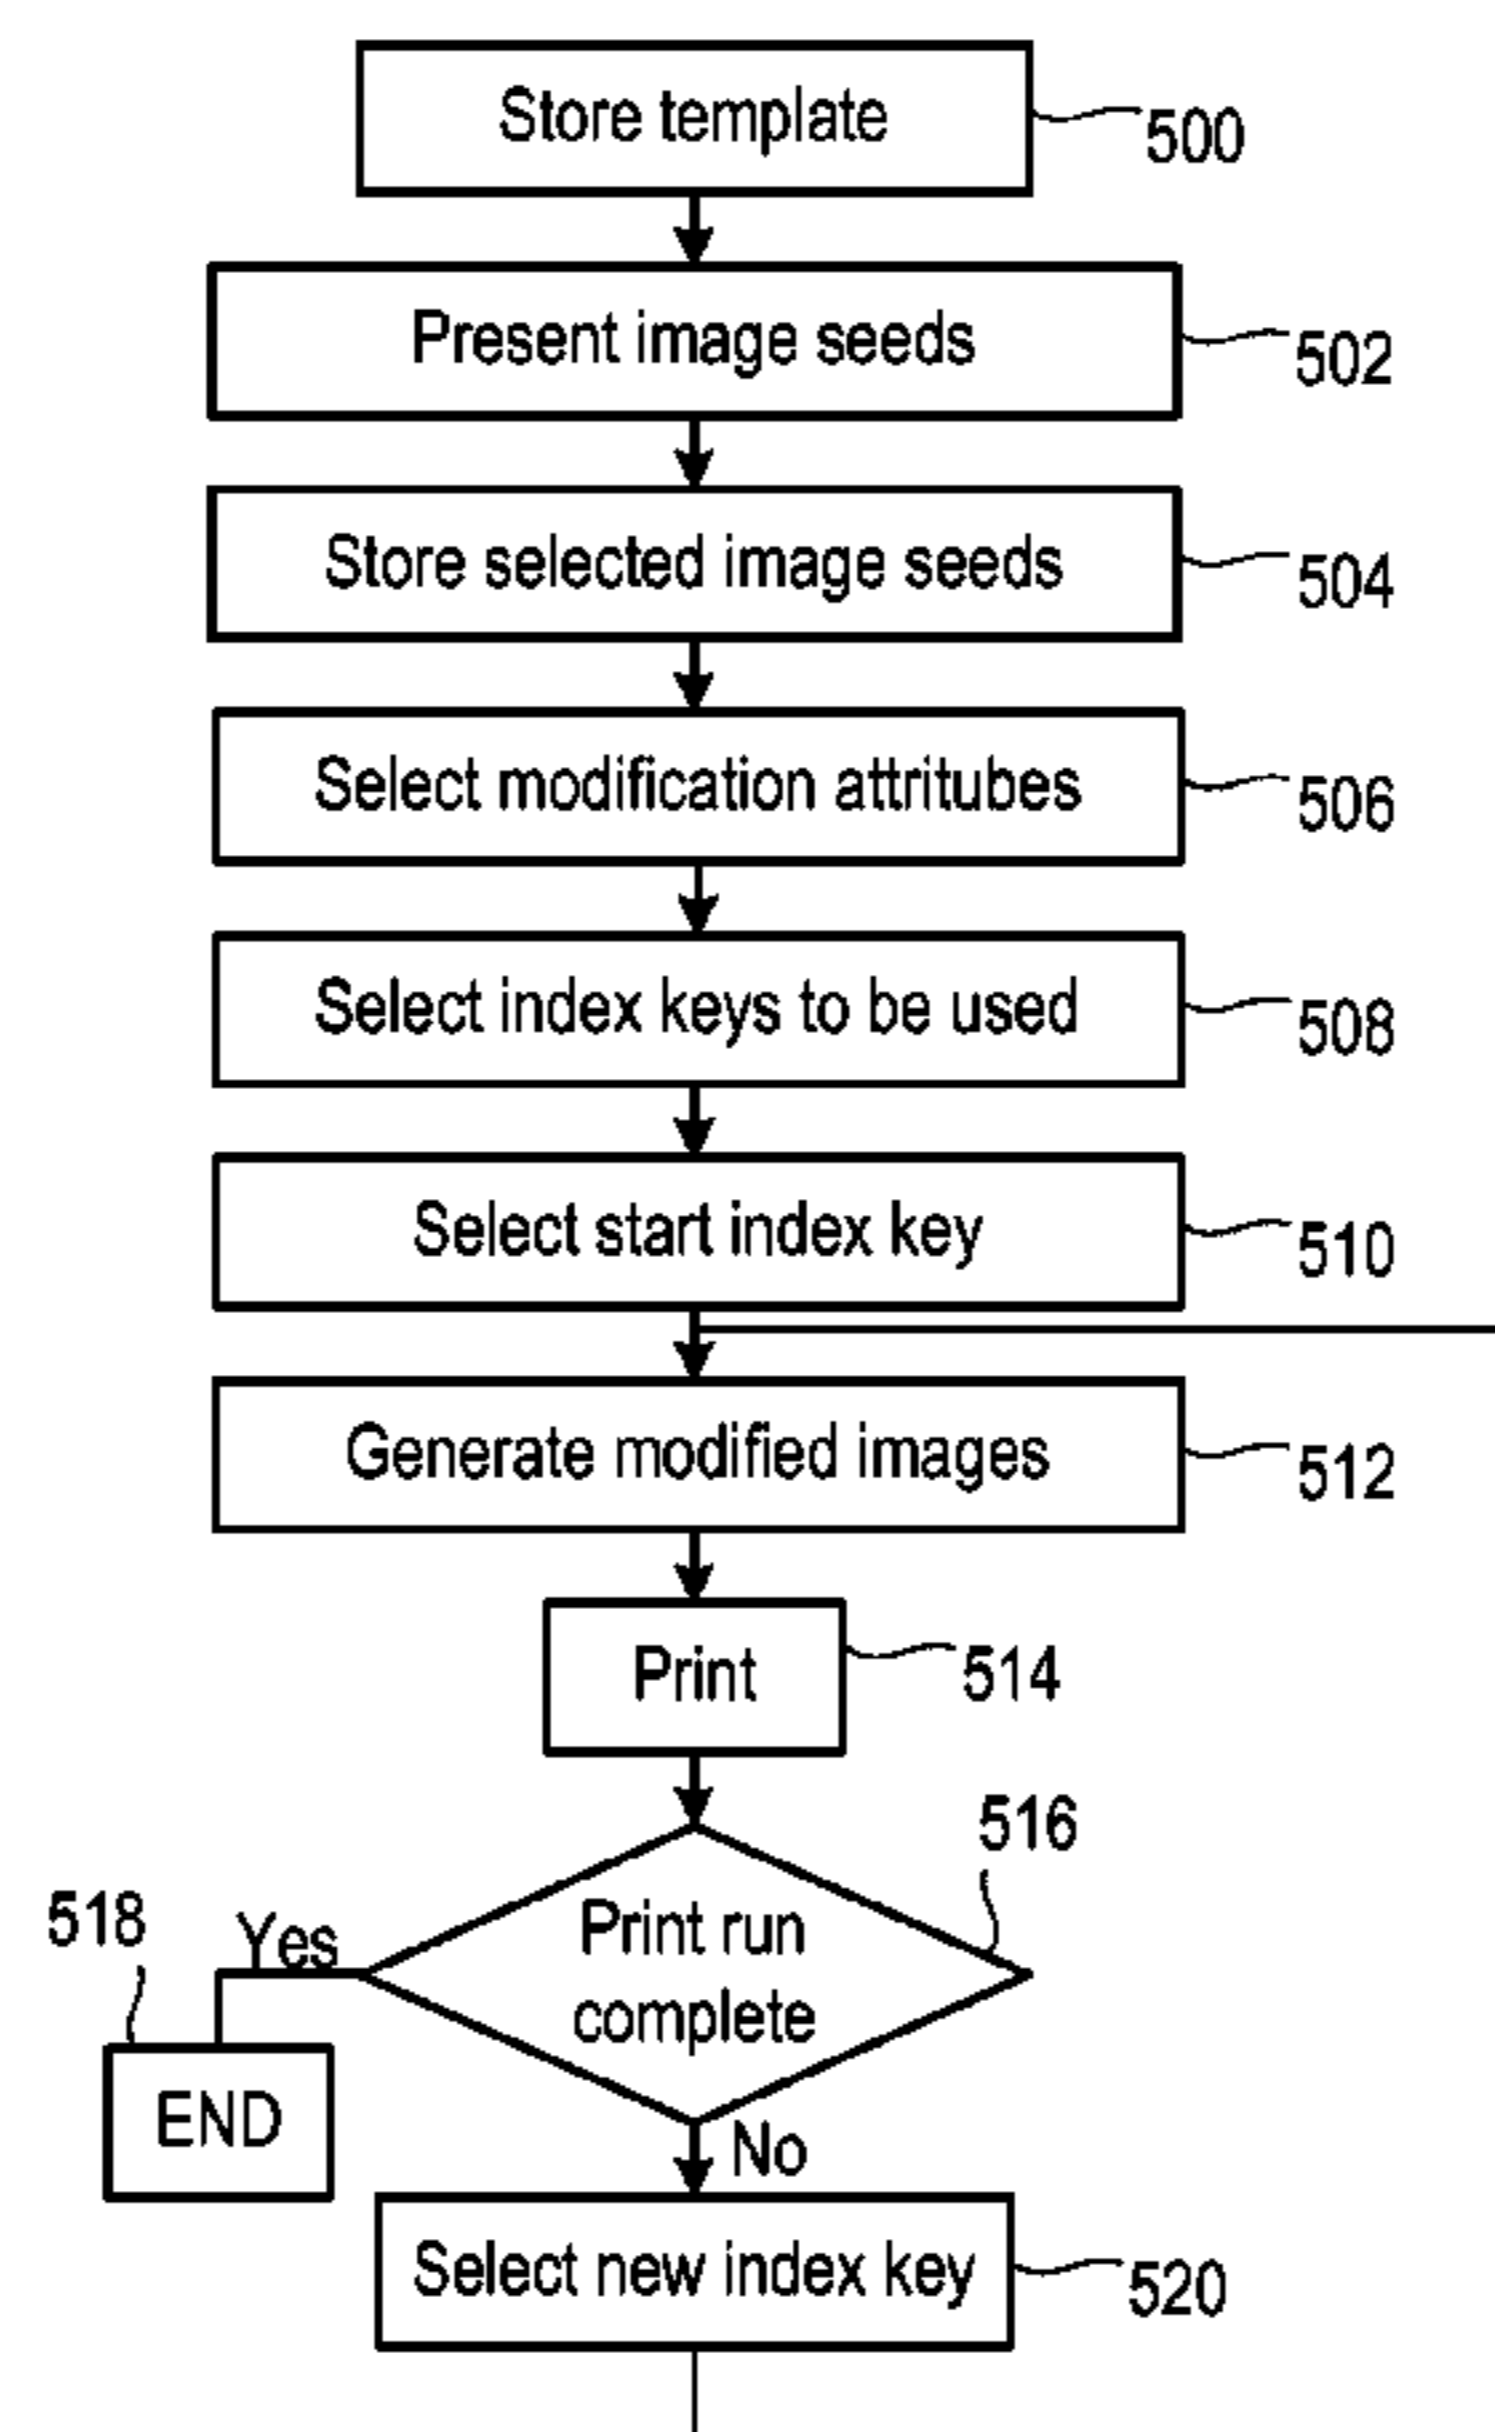 Store template
500
Present image seeds
502
Store selected image seeds
504
Select modification attritubes
506
Select index keys to be used
508
Select start index key
510
Generate modified images
512
Print
514
516
Print run
complete
518
Yes
END
No
Select new index key
520